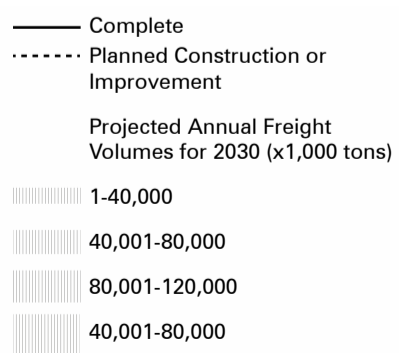 Complete
Planned Construction or
Improvement
Projected Annual Freight
Volumes for 2030 (x1,000 tons)
1-40,000
40,001-80,000
80,001-120,000
40,001-80,000